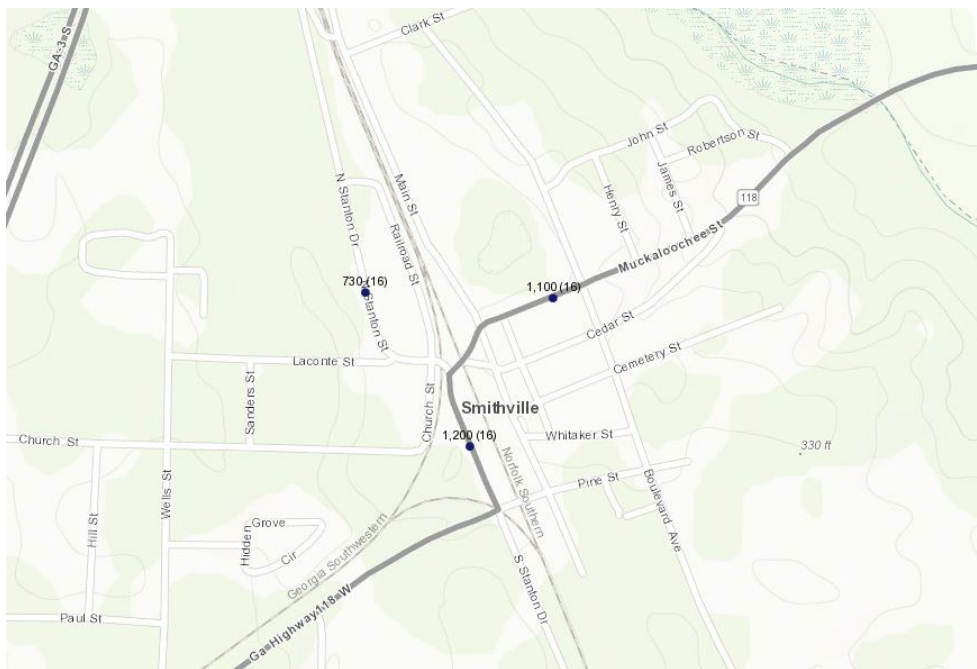 GA-3 S
Clark St
John St
Robertson St
James St
Henry St
118
Muckaloochee St
N Stanton Dr
Main St
Railroad St
730 (16)
1,100 (16)
N Stanton St
Cedar St
Laconte St
Cemetery St
Sanders St
Church St
Smithville
Church St
1,200 (16)
Whitaker St
330 ft
Norfolk Southern
Pine St
Boulevard Ave
Wells St
Hill St
Hidden Grove Cir
Georgia Southwestern
S Stanton Dr
Paul St
Ga-Highway 118-W